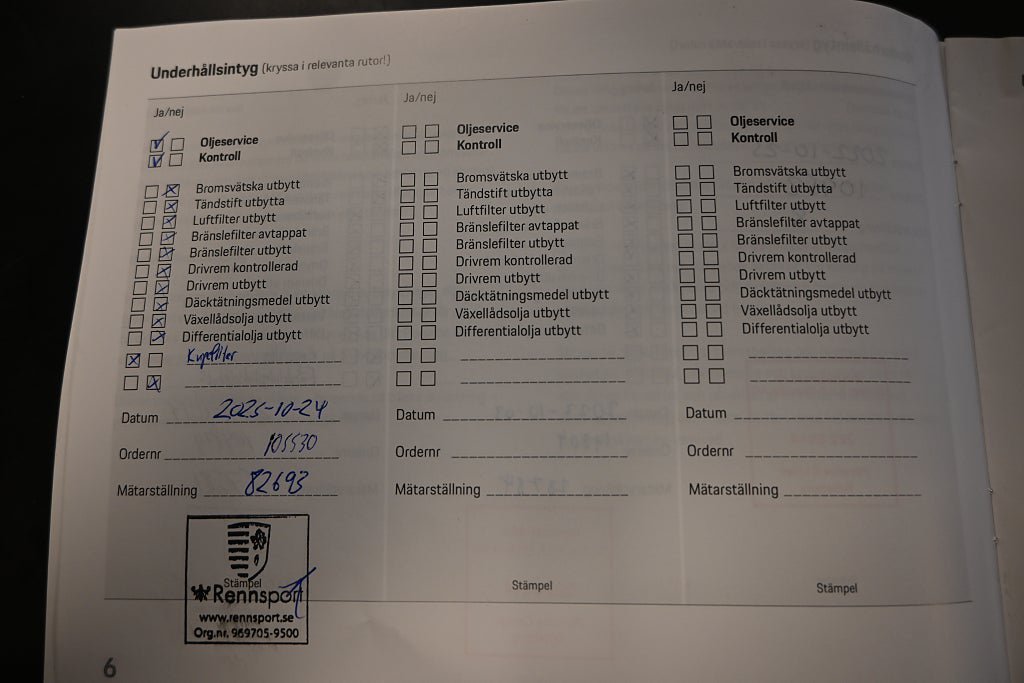 Underhållsintyg (kryssa i relevanta rutor!)
Ja/nej
Oljeservice
Kontroll
Bromsvätska utbytt
Tändstift utbytta
Luftfilter utbytt
Bränslefilter avtappat
Bränslefilter utbytt
Drivrem kontrollerad
Drivrem utbytt
Däcktätningsmedel utbytt
Växellådsolja utbytt
Differentialolja utbytt
Kupefilter
Datum 2025-10-24
Ordernr 105530
Mätarställning 82693
Stämpel
Rennsport
www.rennsport.se
Org.nr. 969705-9500
Ja/nej
Oljeservice
Kontroll
Bromsvätska utbytt
Tändstift utbytta
Luftfilter utbytt
Bränslefilter avtappat
Bränslefilter utbytt
Drivrem kontrollerad
Drivrem utbytt
Däcktätningsmedel utbytt
Växellådsolja utbytt
Differentialolja utbytt
Datum
Ordernr
Mätarställning
Stämpel
Ja/nej
Oljeservice
Kontroll
Bromsvätska utbytt
Tändstift utbytta
Luftfilter utbytt
Bränslefilter avtappat
Bränslefilter utbytt
Drivrem kontrollerad
Drivrem utbytt
Däcktätningsmedel utbytt
Växellådsolja utbytt
Differentialolja utbytt
Datum
Ordernr
Mätarställning
Stämpel
6